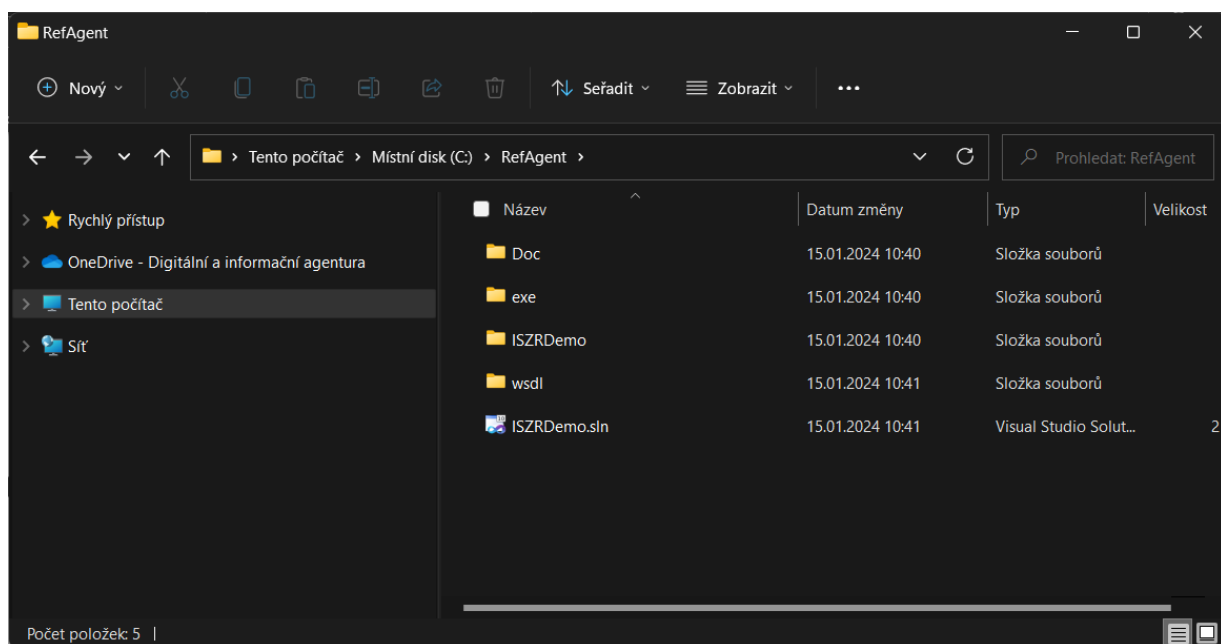 RefAgent
Nový
Seřadit
Zobrazit
Tento počítač > Místní disk (C:) > RefAgent >
Prohledat: RefAgent
Rychlý přístup
OneDrive - Digitální a informační agentura
Tento počítač
Síť
Název Datum změny Typ Velikost
Doc 15.01.2024 10:40 Složka souborů
exe 15.01.2024 10:40 Složka souborů
ISZRDemo 15.01.2024 10:40 Složka souborů
wsdl 15.01.2024 10:41 Složka souborů
ISZRDemo.sln 15.01.2024 10:41 Visual Studio Solut... 2
Počet položek: 5